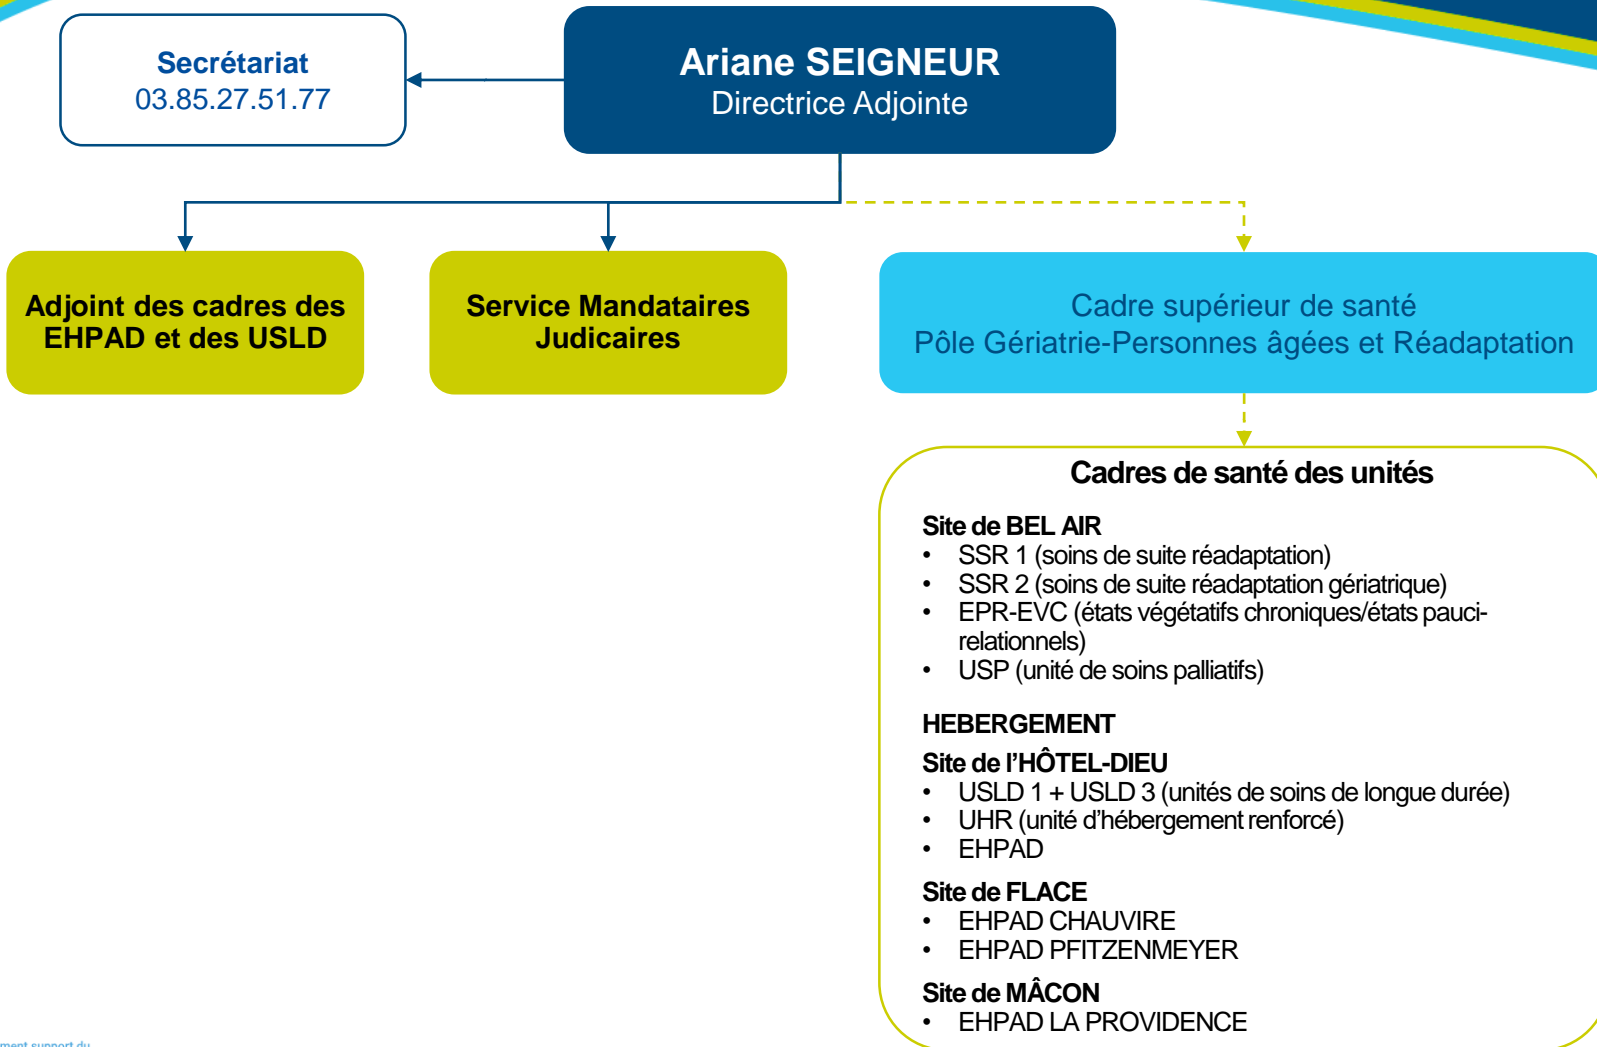 Secrétariat
03.85.27.51.77
Ariane SEIGNEUR
Directrice Adjointe
Adjoint des cadres des
EHPAD et des USLD
Service Mandataires
Judicaires
Cadre supérieur de santé
Pôle Gériatrie-Personnes âgées et Réadaptation
Cadres de santé des unités
Site de BEL AIR
• SSR 1 (soins de suite réadaptation)
• SSR 2 (soins de suite réadaptation gériatrique)
• EPR-EVC (états végétatifs chroniques/états pauci-
relationnels)
• USP (unité de soins palliatifs)
HEBERGEMENT
Site de l'HÔTEL-DIEU
• USLD 1 + USLD 3 (unités de soins de longue durée)
• UHR (unité d'hébergement renforcé)
• EHPAD
Site de FLACE
• EHPAD CHAUVIRE
• EHPAD PFITZENMEYER
Site de MÂCON
• EHPAD LA PROVIDENCE
support du